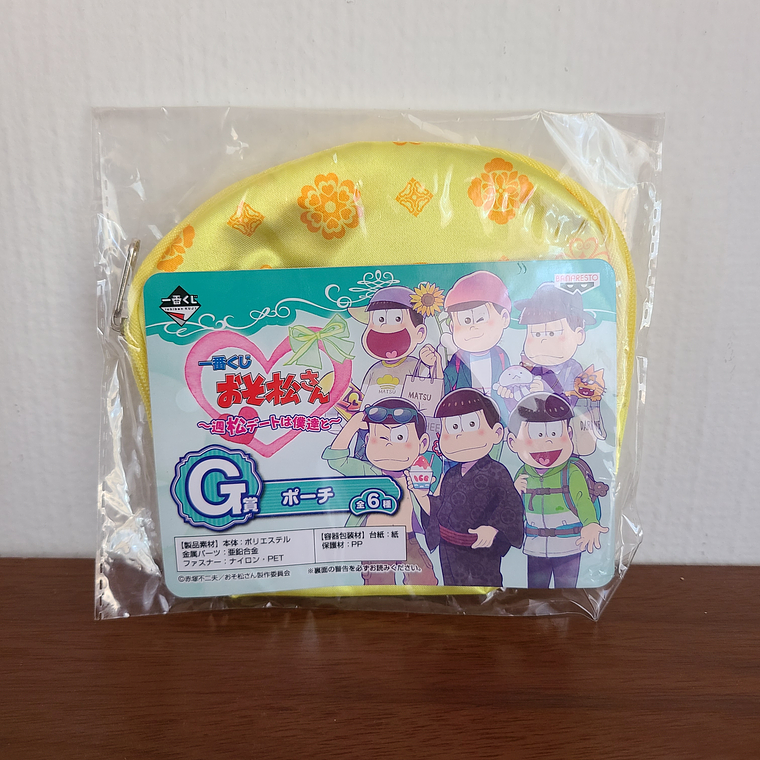 一番くじ
BANPRESTO
一番くじ
おそ松さん
~週松デートは僕達と~
MATSU
MATSU
G賞
ポーチ
全6種
【製品素材】本体:ポリエステル
金属パーツ:亜鉛合金
ファスナー:ナイロン・PET
【容器包装材】台紙:紙
保護材:PP
©赤塚不二夫/おそ松さん製作委員会
※裏面の警告を必ずお読みください。